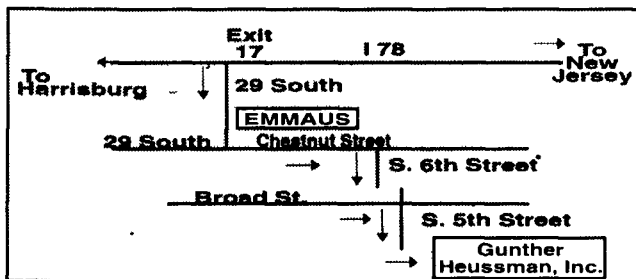 Exit
17
I 78
To
Harrisburg
To
New
Jersey
29 South
EMMAUS
29 South
Chestnut Street
S. 6th Street
Broad St.
S. 5th Street
Gunther
Heussman, Inc.